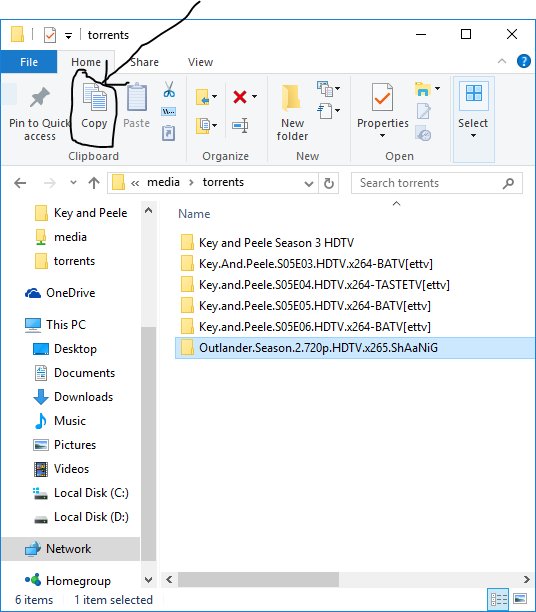 torrents
File Home Share View
Pin to Quick access
Copy
Paste
Clipboard
Organize
New folder
New
Properties
Open
Select
media torrents
Search torrents
Key and Peele
media
torrents
OneDrive
This PC
Desktop
Documents
Downloads
Music
Pictures
Videos
Local Disk (C:)
Local Disk (D:)
Network
Homegroup
Name
Key and Peele Season 3 HDTV
Key.And.Peele.S05E03.HDTV.x264-BATV[ettv]
Key.and.Peele.S05E04.HDTV.x264-TASTETV[ettv]
Key.and.Peele.S05E05.HDTV.x264-BATV[ettv]
Key.and.Peele.S05E06.HDTV.x264-BATV[ettv]
Outlander.Season.2.720p.HDTV.x265.ShAaNiG
6 items 1 item selected